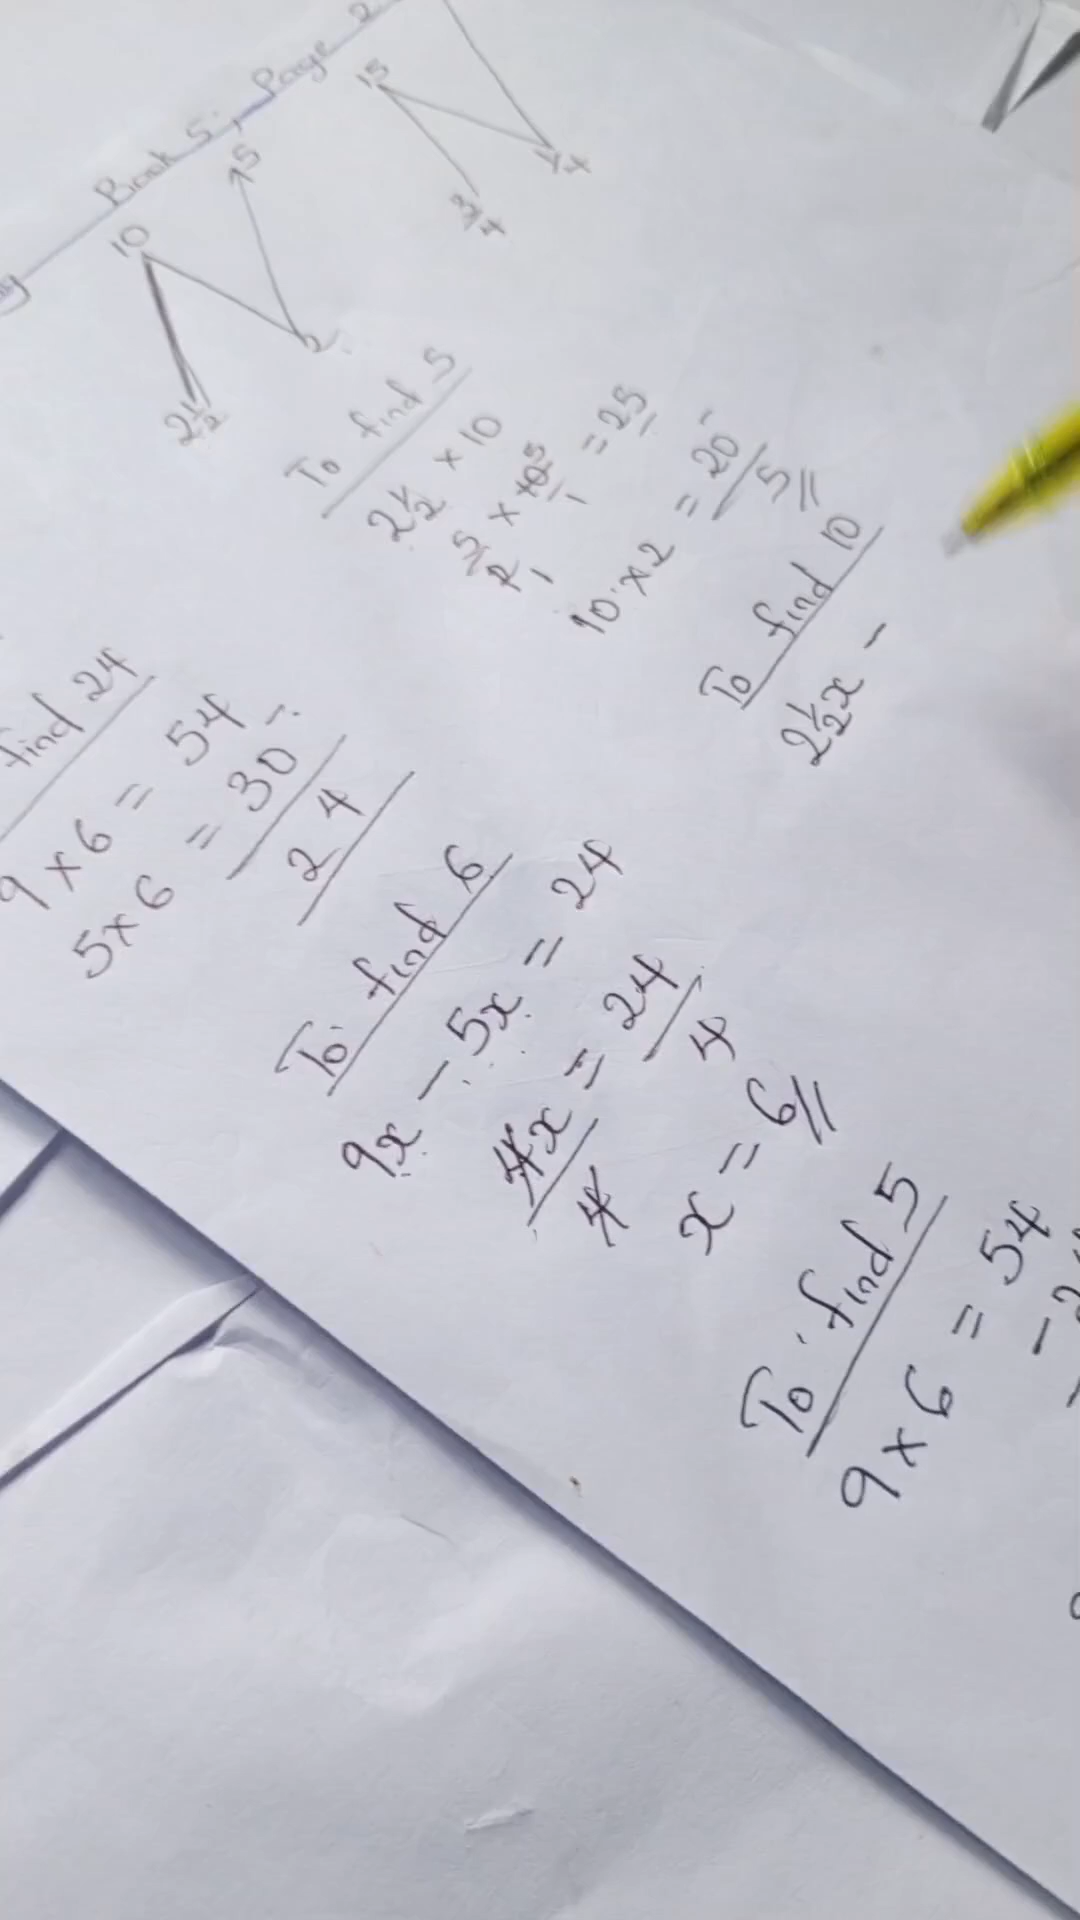 Book 5, Page 2
10
5
2½
2
15
¾
44
To find 5
2½ × 10
5/2 × 10 5/1 = 25
10 × 2 = 20 -
5
To find 10
2½x -
find 24
9 × 6 = 54
5 × 6 = 30 -
24
To find 6
9x - 5x = 24
4x/4 = 24/4
x = 6
To find 5
9 × 6 = 54